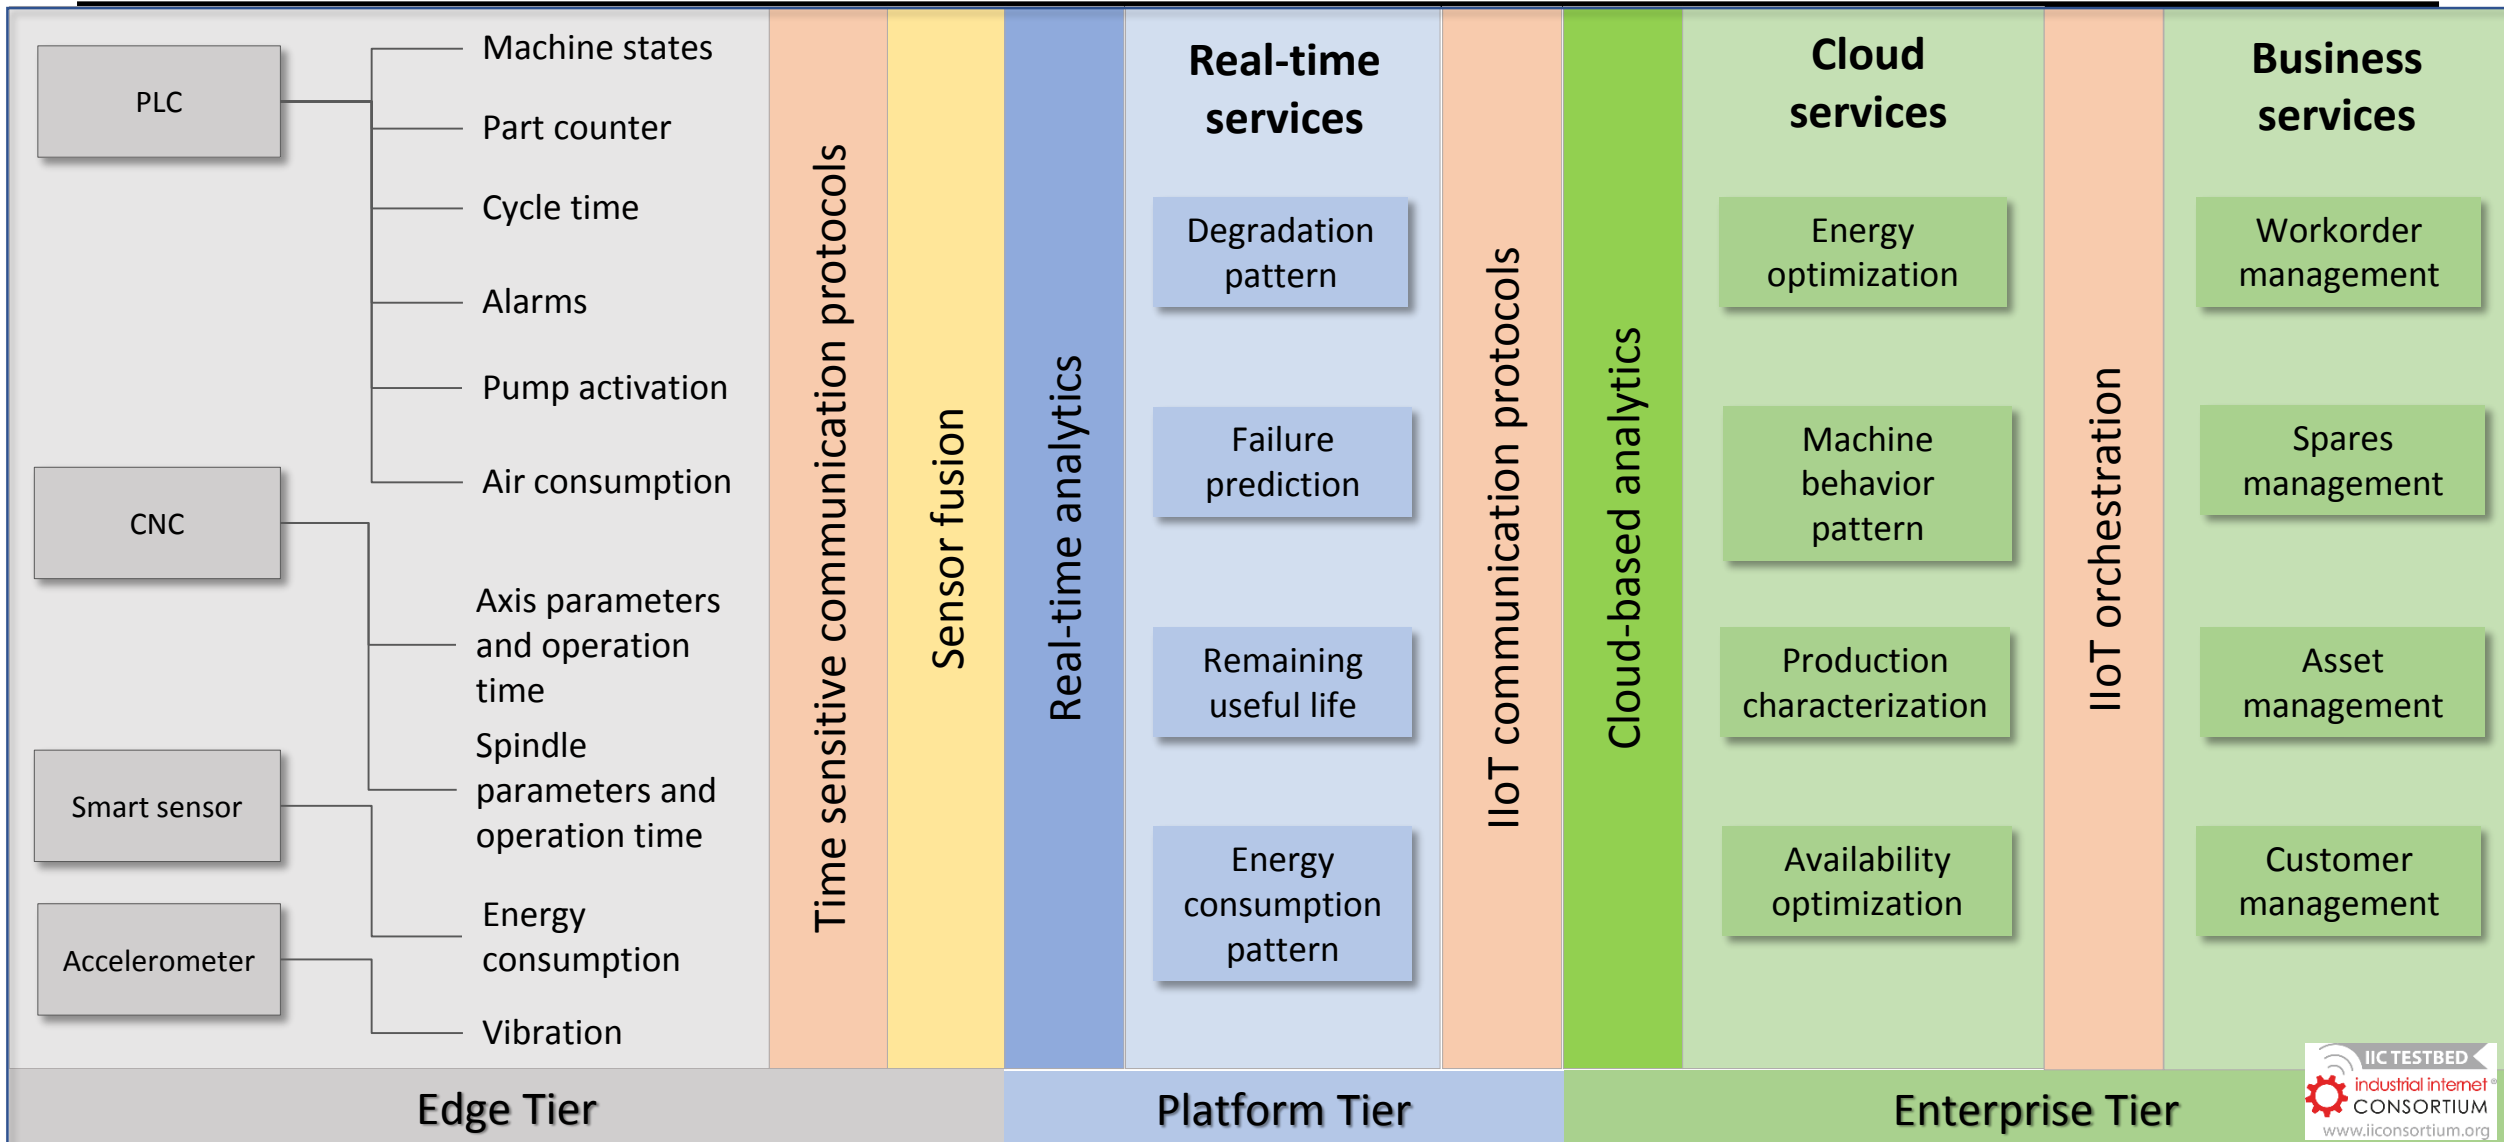 PLC
Machine states
Part counter
Cycle time
Alarms
Pump activation
Air consumption
CNC
Axis parameters
and operation
time
Spindle
parameters and
operation time
Smart sensor
Energy
consumption
Accelerometer
Vibration
Time sensitive communication protocols
Sensor fusion
Real-time analytics
Real-time
services
Degradation
pattern
Failure
prediction
Remaining
useful life
Energy
consumption
pattern
IIoT communication protocols
Cloud-based analytics
Cloud
services
Energy
optimization
Machine
behavior
pattern
Production
characterization
Availability
optimization
IIoT orchestration
Business
services
Workorder
management
Spares
management
Asset
management
Customer
management
Edge Tier
Platform Tier
Enterprise Tier
IIC TESTBED
industrial internet®
CONSORTIUM
www.iiconsortium.org